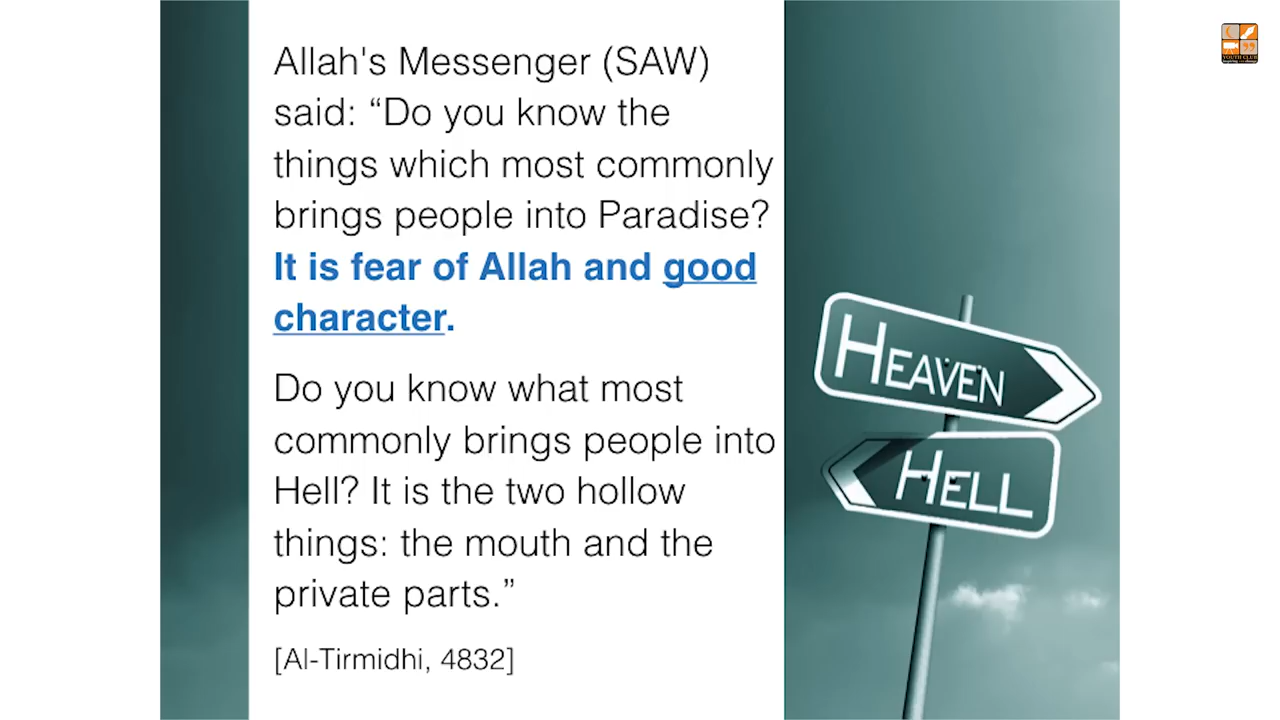 Allah's Messenger (SAW)
said: “Do you know the
things which most commonly
brings people into Paradise?
It is fear of Allah and good
character.
Do you know what most
commonly brings people into
Hell? It is the two hollow
things: the mouth and the
private parts.”
[Al-Tirmidhi, 4832]
HEAVEN
HELL
YOUTH CLUB